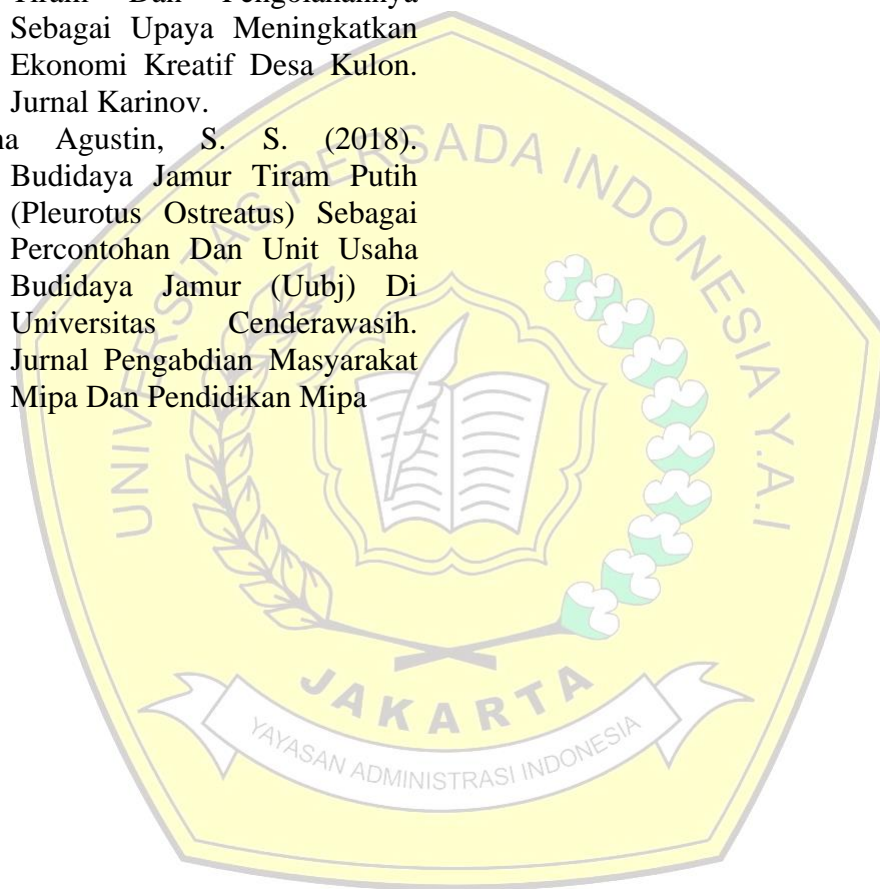 Tiram Dan Pengolahannya
Sebagai Upaya Meningkatkan
Ekonomi Kreatif Desa Kulon.
Jurnal Karinov.
Agustin, S. S. (2018).
Budidaya Jamur Tiram Putih
(Pleurotus Ostreatus) Sebagai
Percontohan Dan Unit Usaha
Budidaya Jamur (Uubj) Di
Universitas Cenderawasih.
Jurnal Pengabdian Masyarakat
Mipa Dan Pendidikan Mipa
UNIVERSITAS PERSADA INDONESIA Y.A.I
JAKARTA
YAYASAN ADMINISTRASI INDONESIA